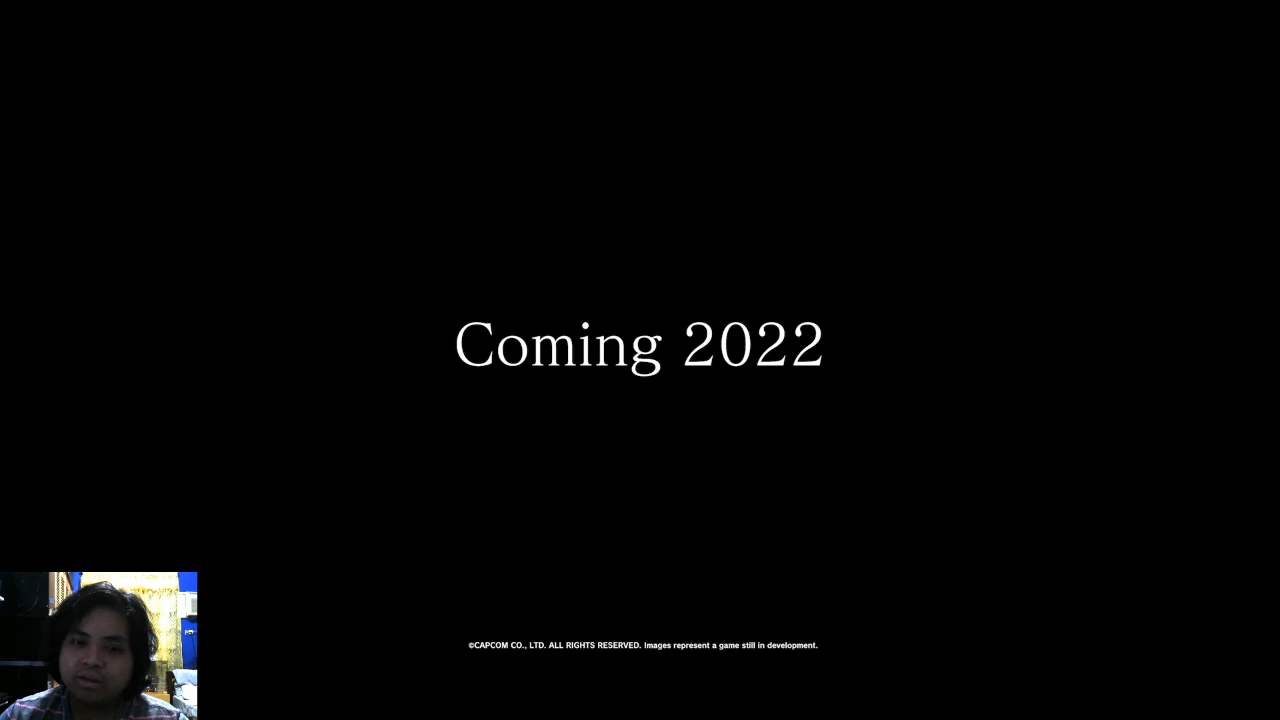 Coming 2022
©CAPCOM CO., LTD. ALL RIGHTS RESERVED. Images represent a game still in development.